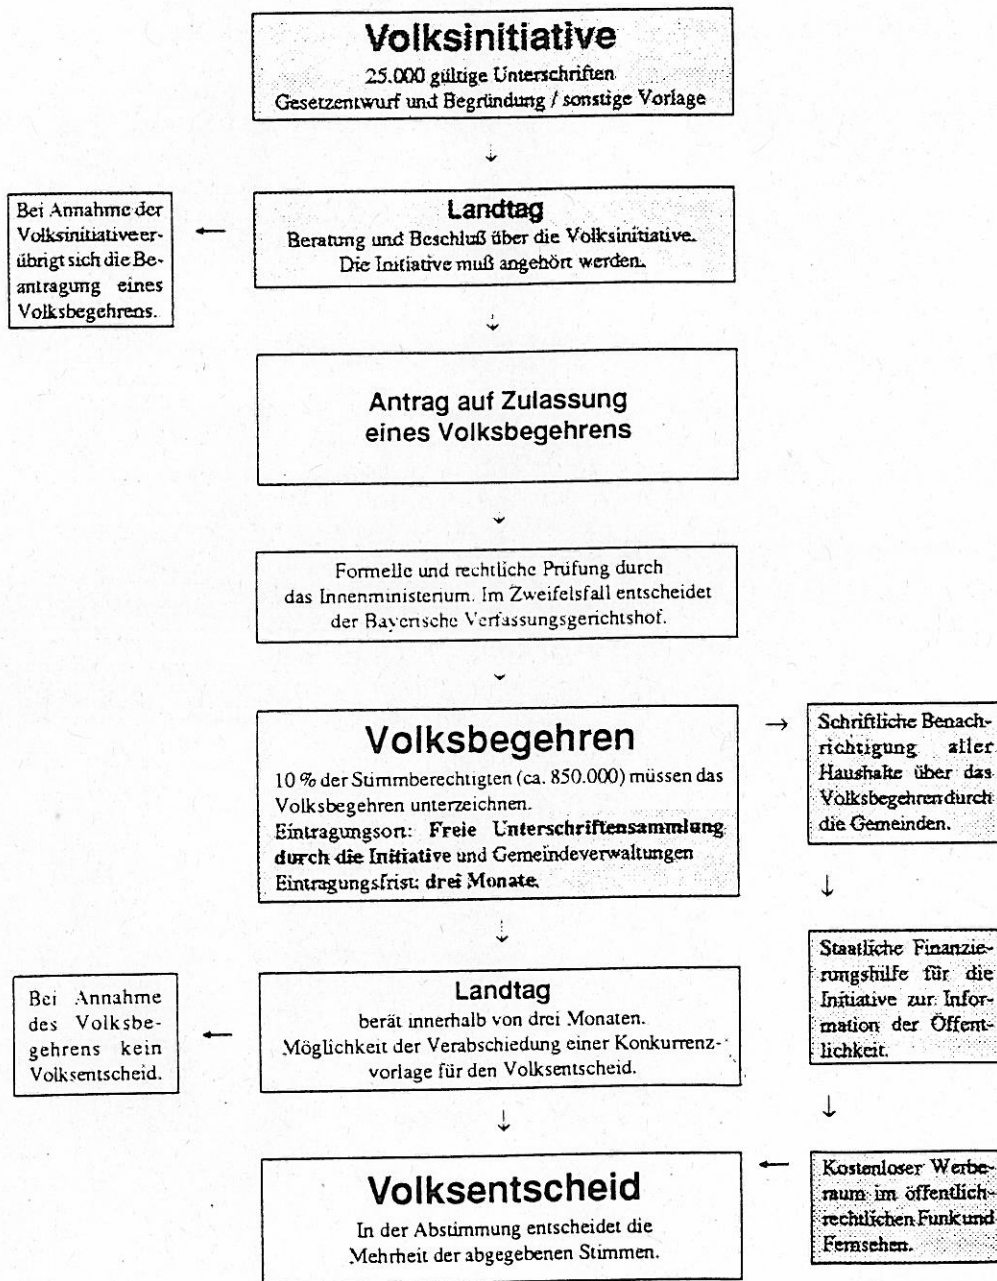 Volksinitiative
25.000 gültige Unterschriften
Gesetzentwurf und Begründung / sonstige Vorlage
Landtag
Beratung und Beschluß über die Volksinitiative.
Die Initiative muß angehört werden.
Bei Annahme der
Volksinitiative er-
übrigt sich die Be-
antragung eines
Volksbegehrens.
Antrag auf Zulassung
eines Volksbegehrens
Formelle und rechtliche Prüfung durch
das Innenministerium. Im Zweifelsfall entscheidet
der Bayerische Verfassungsgerichtshof.
Volksbegehren
10 % der Stimmberechtigten (ca. 850.000) müssen das
Volksbegehren unterzeichnen.
Eintragungsort: Freie Unterschriftensammlung
durch die Initiative und Gemeindeverwaltungen
Eintragungsfrist: drei Monate.
Schriftliche Benach-
richtigung aller
Haushalte über das
Volksbegehren durch
die Gemeinden.
Staatliche Finanzie-
rungshilfe für die
Initiative zur Infor-
mation der Öffent-
lichkeit.
Landtag
berät innerhalb von drei Monaten.
Möglichkeit der Verabschiedung einer Konkurrenz-
vorlage für den Volksentscheid.
Bei Annahme
des Volksbe-
gehrens kein
Volksentscheid.
Volksentscheid
In der Abstimmung entscheidet die
Mehrheit der abgegebenen Stimmen.
Kostenloser Werbe-
raum im öffentlich-
rechtlichen Funk und
Fernsehen.